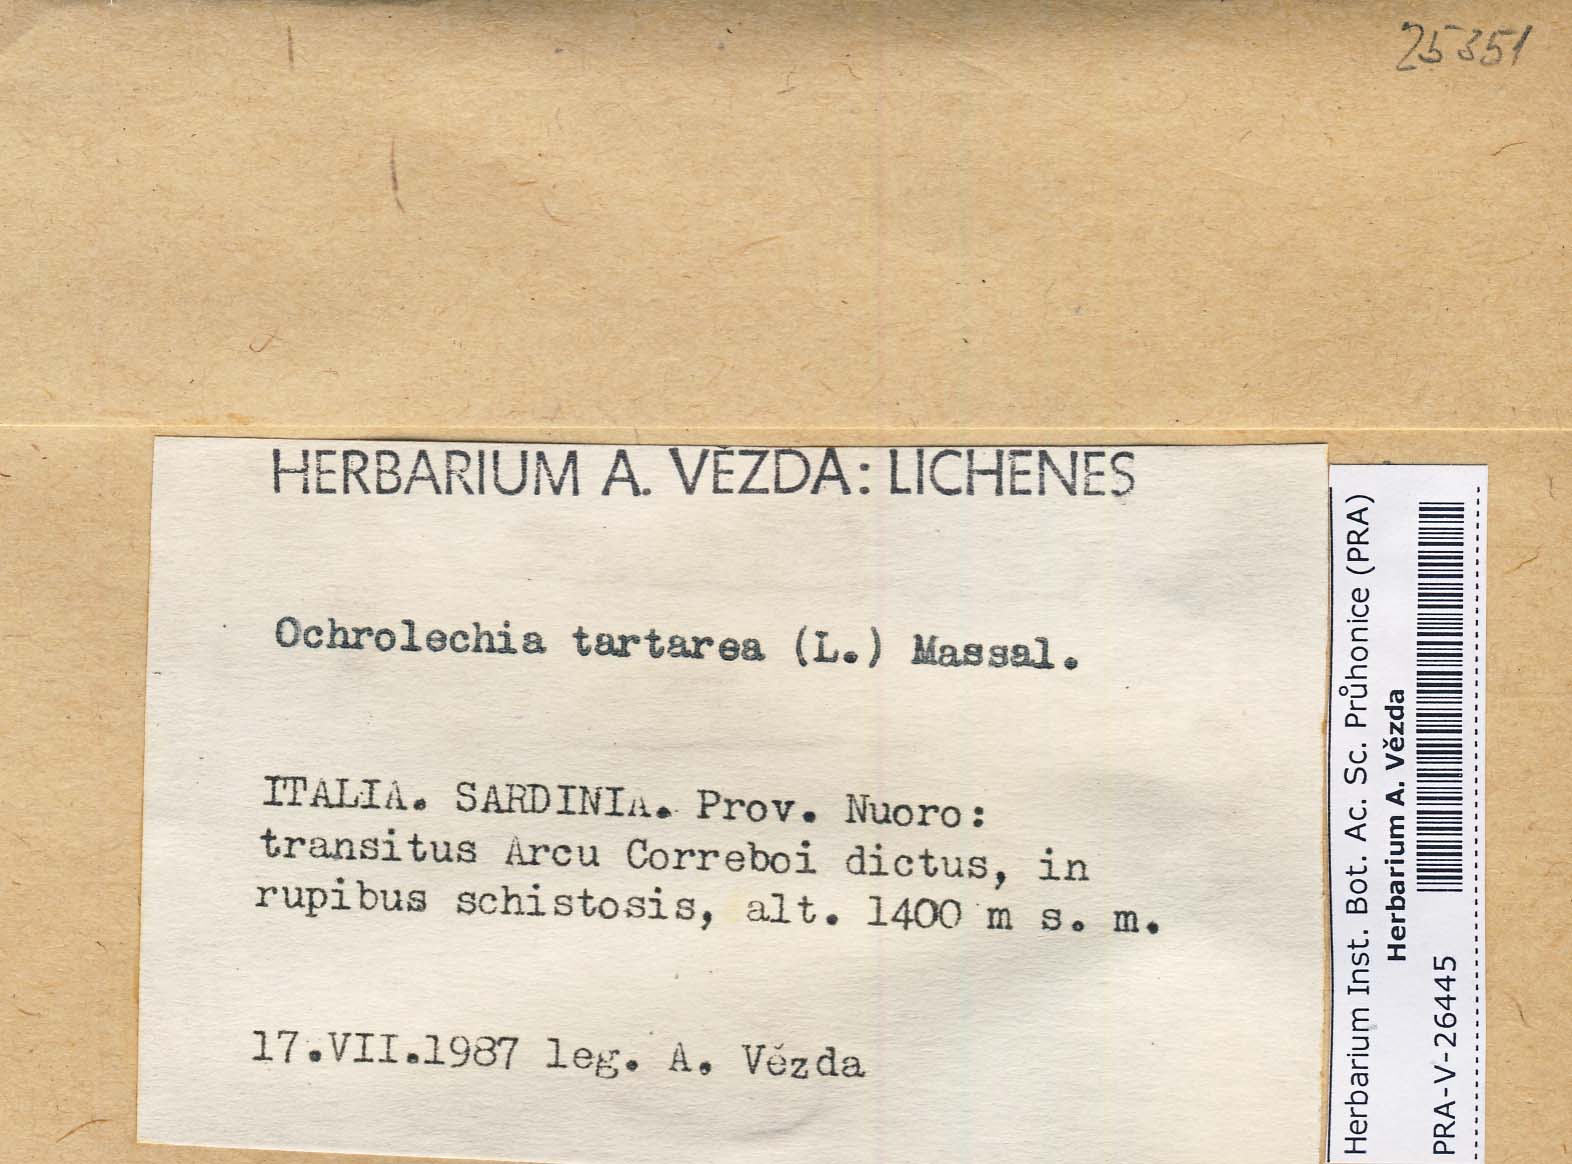 25351
HERBARIUM A. VĚZDA: LICHENES
Ochrolechia tartarea (L.) Massal.
ITALIA. SARDINIA. Prov. Nuoro:
transitus Arcu Correboi dictus, in
rupibus schistosis, alt. 1400 m s. m.
17.VII.1987 leg. A. Vězda
Herbarium Inst. Bot. Ac. Sc. Průhonice (PRA)
Herbarium A. Vězda
PRA-V-26445